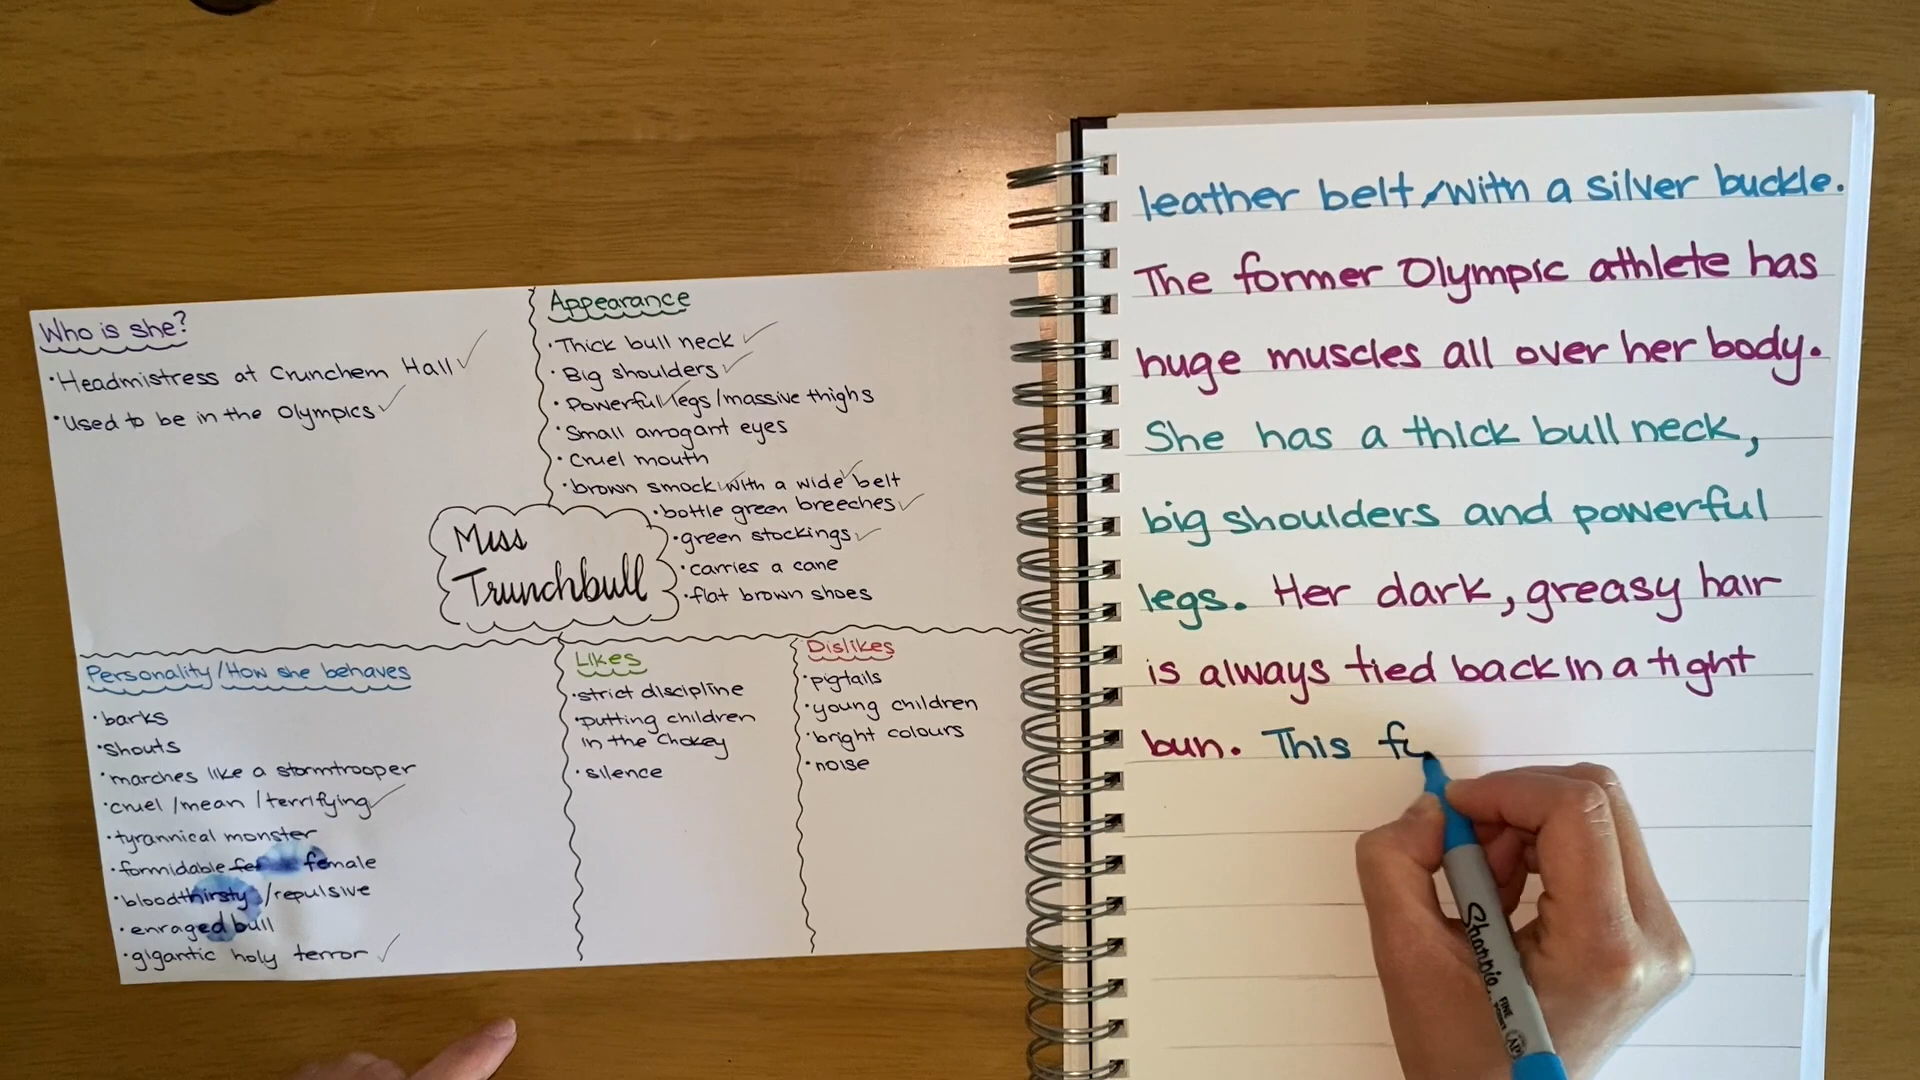 Who is she?
•Headmistress at Crunchem Hall
•Used to be in the Olympics
Appearance
•Thick bull neck
•Big shoulders
•Powerful legs/massive thighs
•Small arrogant eyes
•Cruel mouth
•brown smock with a wide belt
•bottle green breeches
•green stockings
•carries a cane
•flat brown shoes
Miss
Trunchbull
Personality/How she behaves
•barks
•shouts
•marches like a stormtrooper
•cruel/mean/terrifying
•tyrannical monster
•formidable fe female
•bloodthirsty/repulsive
•enraged bull
•gigantic holy terror
Likes
•strict discipline
•putting children
in the Chokey
•silence
Dislikes
•pigtails
•young children
•bright colours
•noise
leather belt with a silver buckle.
The former Olympic athlete has
huge muscles all over her body.
She has a thick bull neck,
big shoulders and powerful
legs. Her dark, greasy hair
is always tied back in a tight
bun. This fu
Sharpie
FINE
POINT
AP